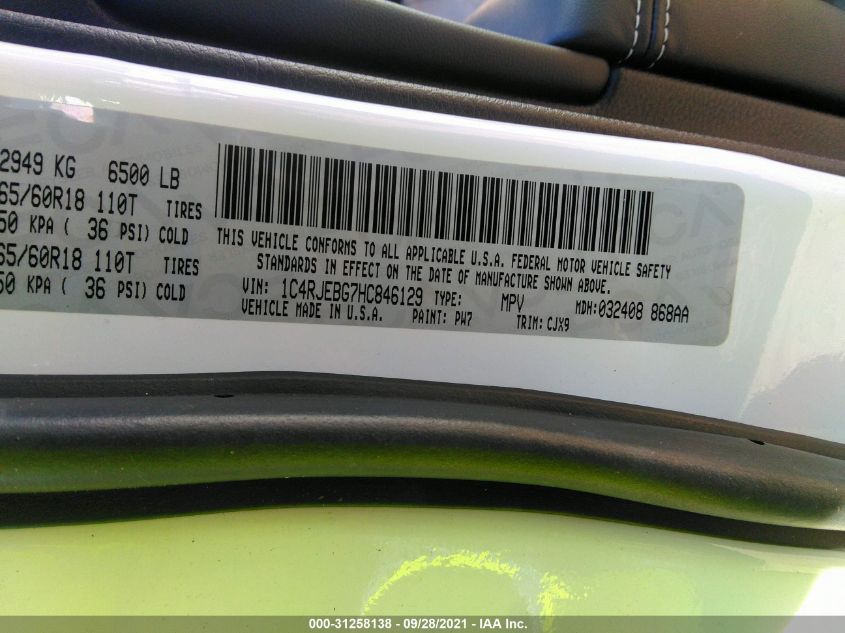 2949 KG 6500 LB
65/60R18 110T TIRES
50 KPA ( 36 PSI) COLD
65/60R18 110T TIRES
50 KPA ( 36 PSI) COLD
THIS VEHICLE CONFORMS TO ALL APPLICABLE U.S.A. FEDERAL MOTOR VEHICLE SAFETY
STANDARDS IN EFFECT ON THE DATE OF MANUFACTURE SHOWN ABOVE.
VIN: 1C4RJEBG7HC846129 TYPE: MPV MDH:032408 868AA
VEHICLE MADE IN U.S.A. PAINT: PW7 TRIM: CJX9
000-31258138 - 09/28/2021 - IAA Inc.